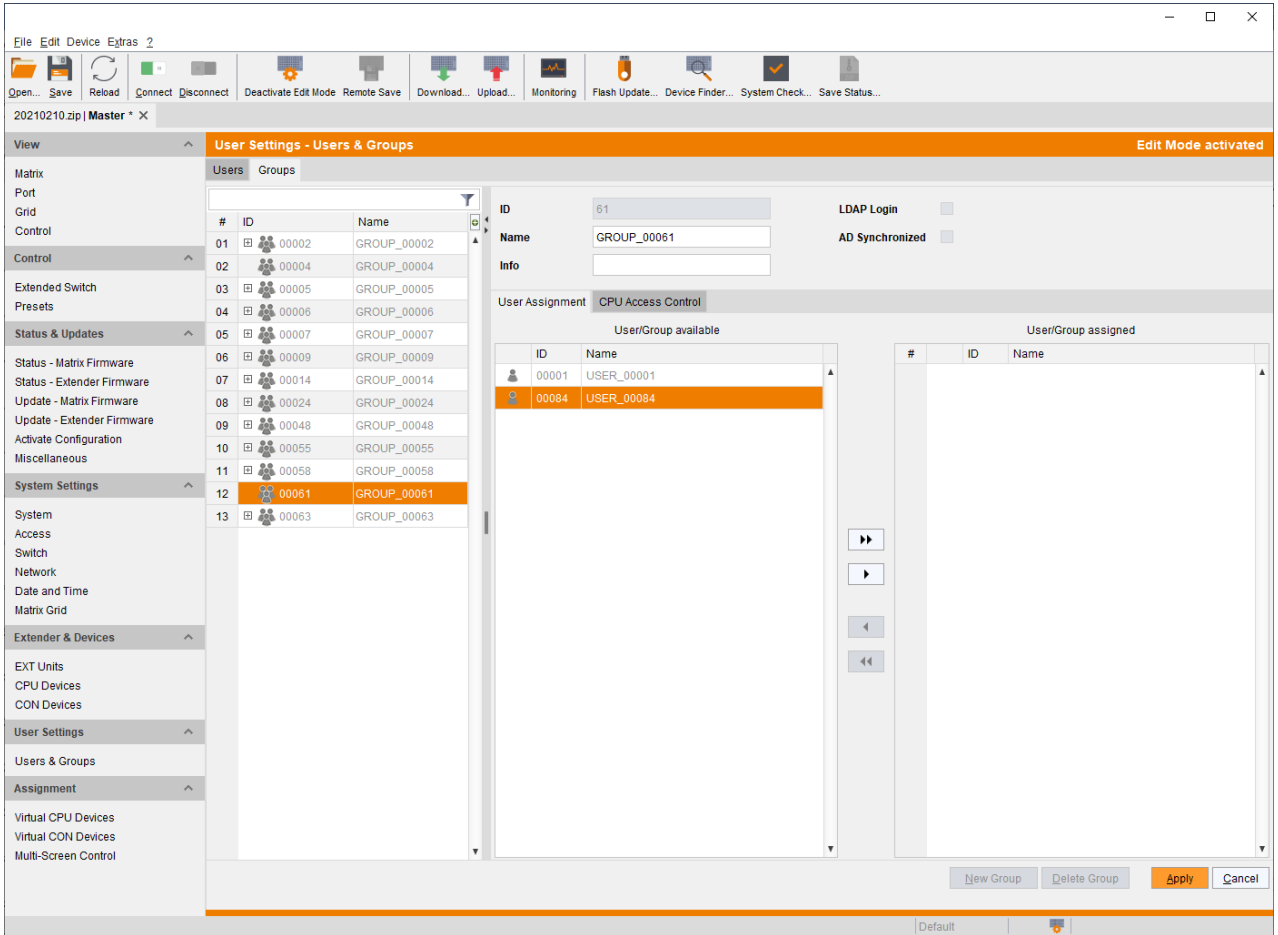 File Edit Device Extras ?
Open... Save Reload Connect Disconnect Deactivate Edit Mode Remote Save Download... Upload... Monitoring Flash Update... Device Finder... System Check... Save Status...
20210210.zip | Master *
View
Matrix
Port
Grid
Control
Control
Extended Switch
Presets
Status & Updates
Status - Matrix Firmware
Status - Extender Firmware
Update - Matrix Firmware
Update - Extender Firmware
Activate Configuration
Miscellaneous
System Settings
System
Access
Switch
Network
Date and Time
Matrix Grid
Extender & Devices
EXT Units
CPU Devices
CON Devices
User Settings
Users & Groups
Assignment
Virtual CPU Devices
Virtual CON Devices
Multi-Screen Control
User Settings - Users & Groups Edit Mode activated
Users Groups
# ID Name
01 00002 GROUP_00002
02 00004 GROUP_00004
03 00005 GROUP_00005
04 00006 GROUP_00006
05 00007 GROUP_00007
06 00009 GROUP_00009
07 00014 GROUP_00014
08 00024 GROUP_00024
09 00048 GROUP_00048
10 00055 GROUP_00055
11 00058 GROUP_00058
12 00061 GROUP_00061
13 00063 GROUP_00063
ID 61 LDAP Login
Name GROUP_00061 AD Synchronized
Info
User Assignment CPU Access Control
User/Group available
ID Name
00001 USER_00001
00084 USER_00084
User/Group assigned
# ID Name
New Group Delete Group Apply Cancel
Default